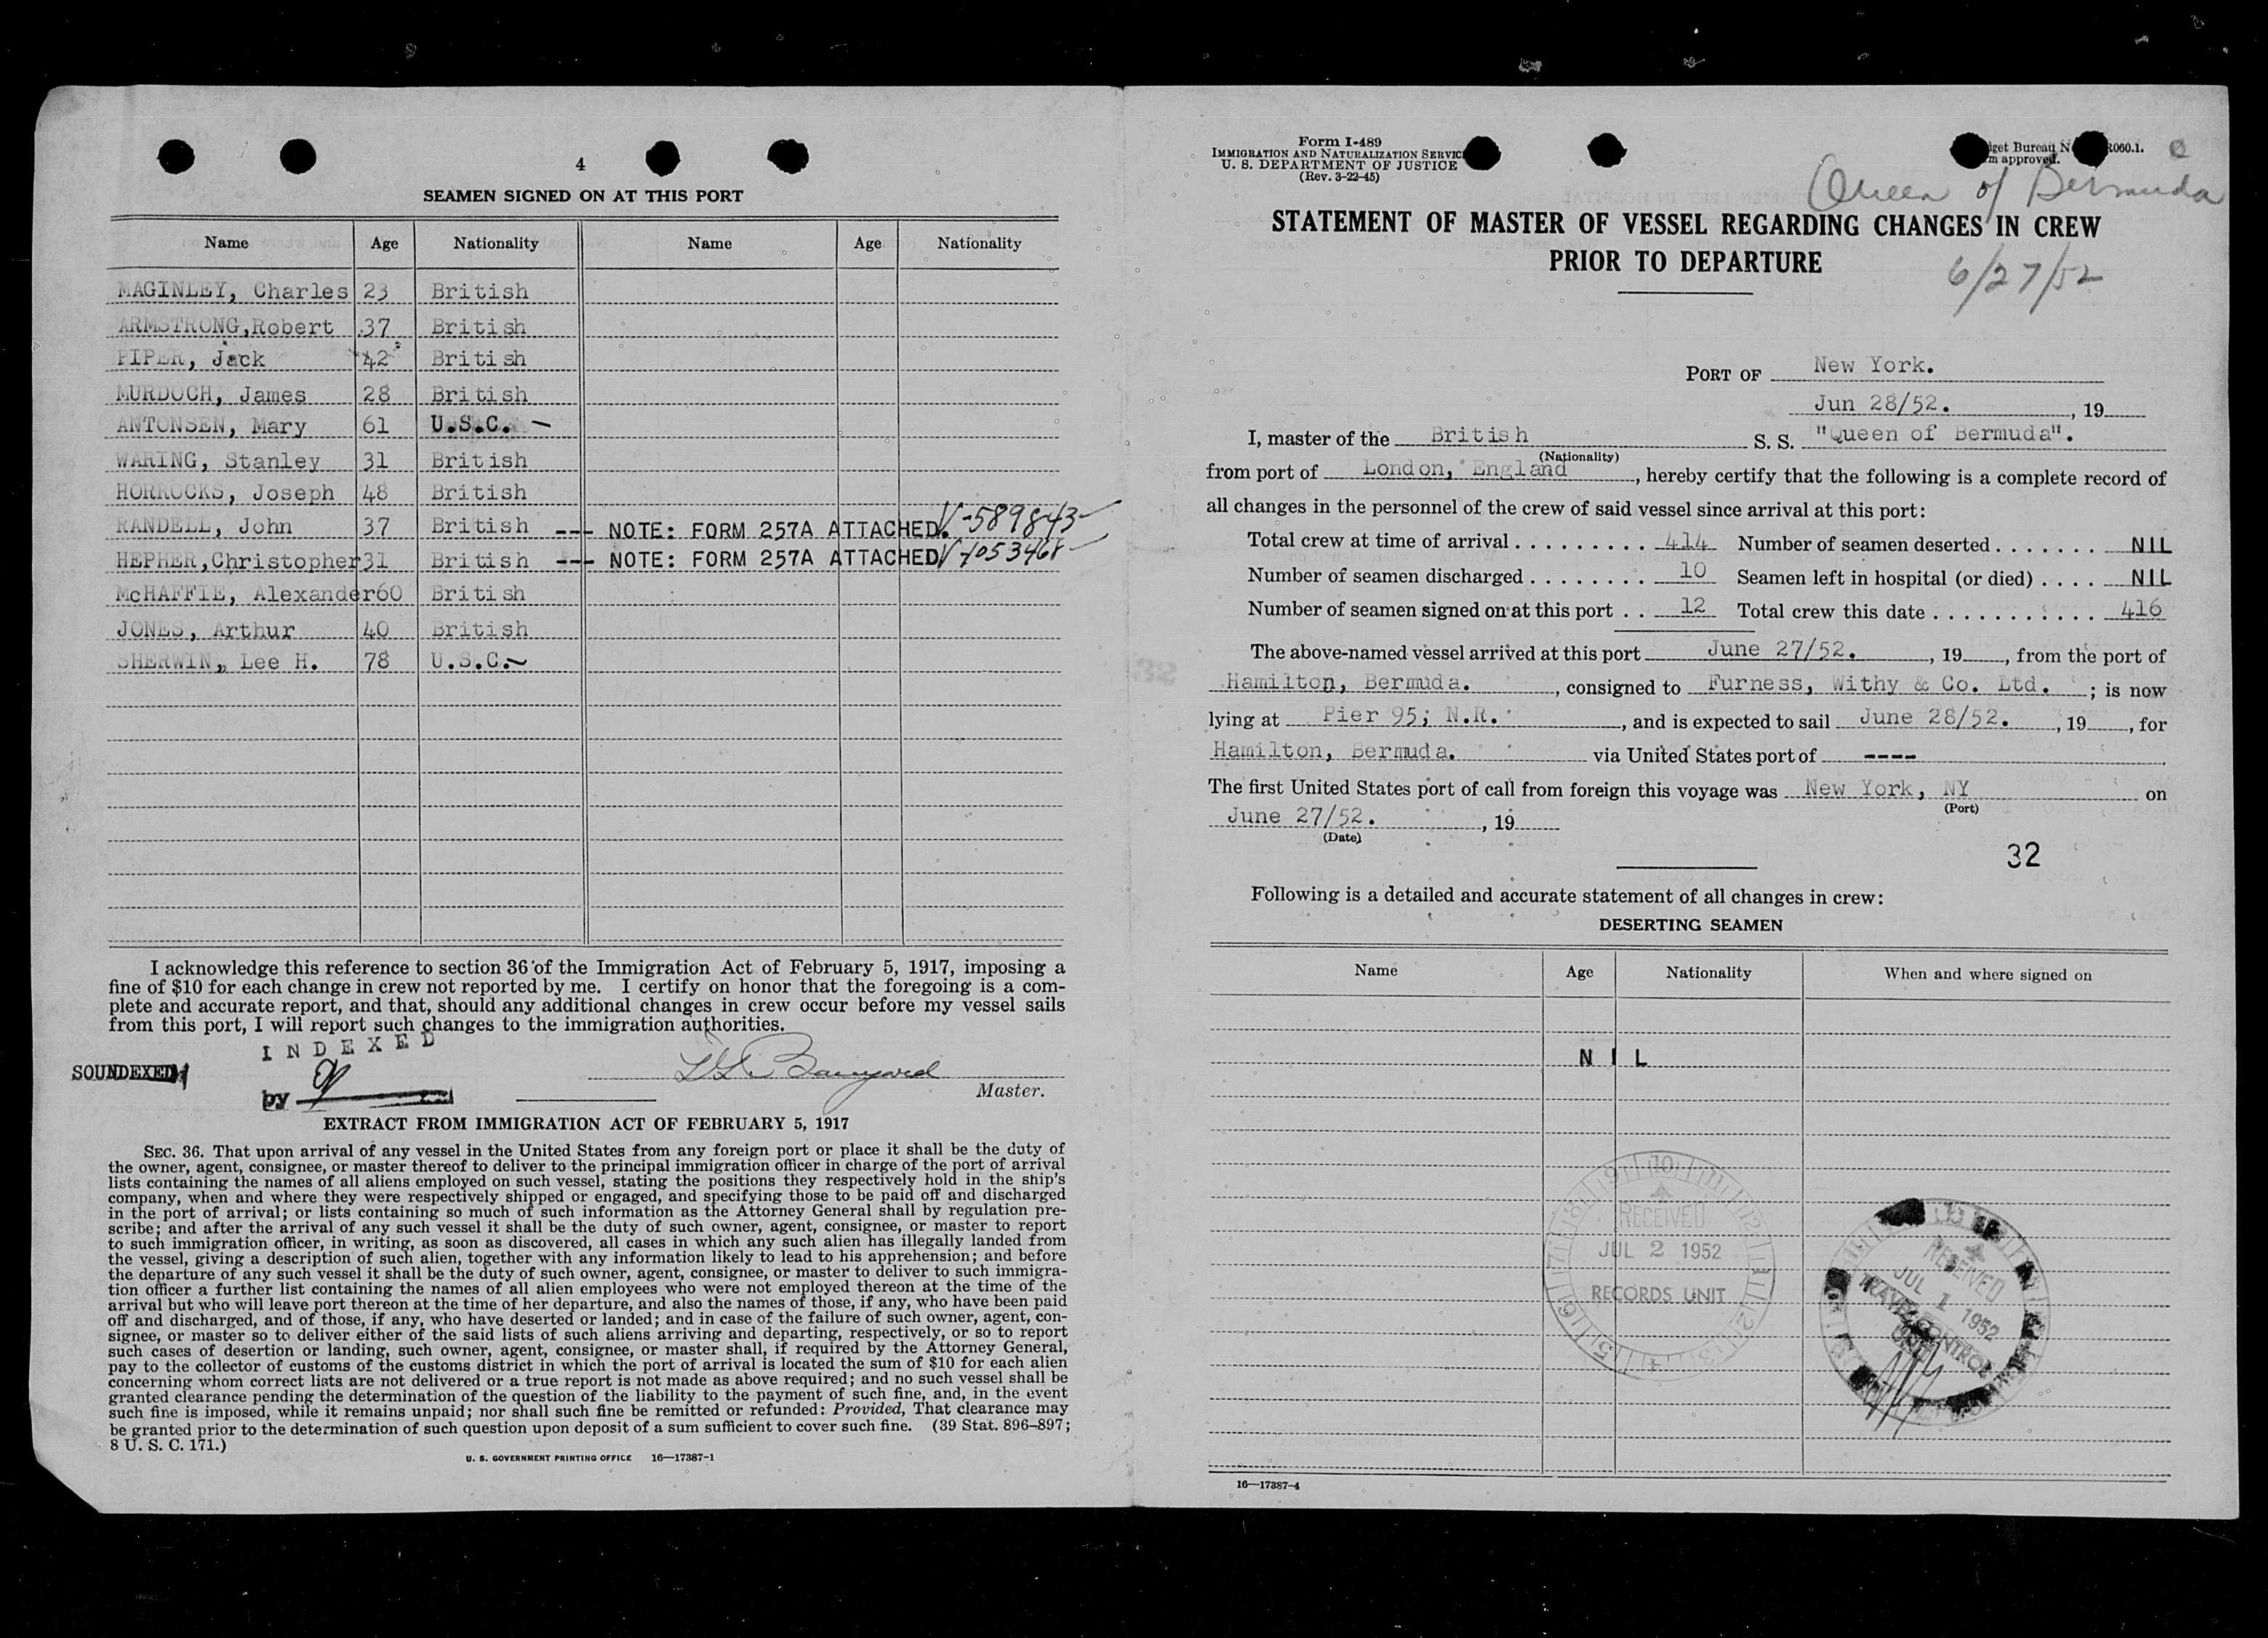 4
SEAMEN SIGNED ON AT THIS PORT
Name Age Nationality Name Age Nationality
MAGINLEY, Charles 23 British
ARMSTRONG,Robert 37 British
PIPER, Jack 42 British
MURDOCH, James 28 British
ANTONSEN, Mary 61 U.S.C. -
WARING, Stanley 31 British
HORROCKS, Joseph 48 British
RANDELL, John 37 British --- NOTE: FORM 257A ATTACHED. V-589843
HEPHER,Christopher 31 British --- NOTE: FORM 257A ATTACHED V-1053468
McHAFFIE, Alexander 60 British
JONES, Arthur 40 British
SHERWIN, Lee H. 78 U.S.C.-
I acknowledge this reference to section 36 of the Immigration Act of February 5, 1917, imposing a
fine of $10 for each change in crew not reported by me. I certify on honor that the foregoing is a com-
plete and accurate report, and that, should any additional changes in crew occur before my vessel sails
from this port, I will report such changes to the immigration authorities.
INDEXED
SOUNDEXED
by
Master.
EXTRACT FROM IMMIGRATION ACT OF FEBRUARY 5, 1917
SEC. 36. That upon arrival of any vessel in the United States from any foreign port or place it shall be the duty of
the owner, agent, consignee, or master thereof to deliver to the principal immigration officer in charge of the port of arrival
lists containing the names of all aliens employed on such vessel, stating the positions they respectively hold in the ship's
company, when and where they were respectively shipped or engaged, and specifying those to be paid off and discharged
in the port of arrival; or lists containing so much of such information as the Attorney General shall by regulation pre-
scribe; and after the arrival of any such vessel it shall be the duty of such owner, agent, consignee, or master to report
to such immigration officer, in writing, as soon as discovered, all cases in which any such alien has illegally landed from
the vessel, giving a description of such alien, together with any information likely to lead to his apprehension; and before
the departure of any such vessel it shall be the duty of such owner, agent, consignee, or master to deliver to such immigra-
tion officer a further list containing the names of all alien employees who were not employed thereon at the time of the
arrival but who will leave port thereon at the time of her departure, and also the names of those, if any, who have been paid
off and discharged, and of those, if any, who have deserted or landed; and in case of the failure of such owner, agent, con-
signee, or master so to deliver either of the said lists of such aliens arriving and departing, respectively, or so to report
such cases of desertion or landing, such owner, agent, consignee, or master shall, if required by the Attorney General,
pay to the collector of customs of the customs district in which the port of arrival is located the sum of $10 for each alien
concerning whom correct lists are not delivered or a true report is not made as above required; and no such vessel shall be
granted clearance pending the determination of the question of the liability to the payment of such fine, and, in the event
such fine is imposed, while it remains unpaid; nor shall such fine be remitted or refunded: Provided, That clearance may
be granted prior to the determination of such question upon deposit of a sum sufficient to cover such fine. (39 Stat. 896–897;
8 U. S. C. 171.)
U. S. GOVERNMENT PRINTING OFFICE 16—17387-1
Form I-489
IMMIGRATION AND NATURALIZATION SERVIC
U. S. DEPARTMENT OF JUSTICE
(Rev. 3-22-45)
get Bureau N R060.1.
m approved.
Queen of Bermuda
STATEMENT OF MASTER OF VESSEL REGARDING CHANGES IN CREW
PRIOR TO DEPARTURE
6/27/52
PORT OF New York.
Jun 28/52. , 19
I, master of the British S. S. "Queen of Bermuda".
(Nationality)
from port of London, England , hereby certify that the following is a complete record of
all changes in the personnel of the crew of said vessel since arrival at this port:
Total crew at time of arrival . . . . . . . . . . 414 Number of seamen deserted . . . . . . . NIL
Number of seamen discharged . . . . . . . . 10 Seamen left in hospital (or died) . . . . NIL
Number of seamen signed on at this port . . 12 Total crew this date . . . . . . . . . . . . 416
The above-named vessel arrived at this port June 27/52. , 19 , from the port of
Hamilton, Bermuda. , consigned to Furness, Withy & Co. Ltd. ; is now
lying at Pier 95; N.R. , and is expected to sail June 28/52. , 19 , for
Hamilton, Bermuda. via United States port of ----
The first United States port of call from foreign this voyage was New York, NY on
(Port)
June 27/52. , 19
(Date)
32
Following is a detailed and accurate statement of all changes in crew:
DESERTING SEAMEN
Name Age Nationality When and where signed on
NIL
RECEIVED
JUL 2 1952
RECORDS UNIT
RECEIVED
JUL 1 1952
TRAVEL CONTROL
UNIT
16—17387-4